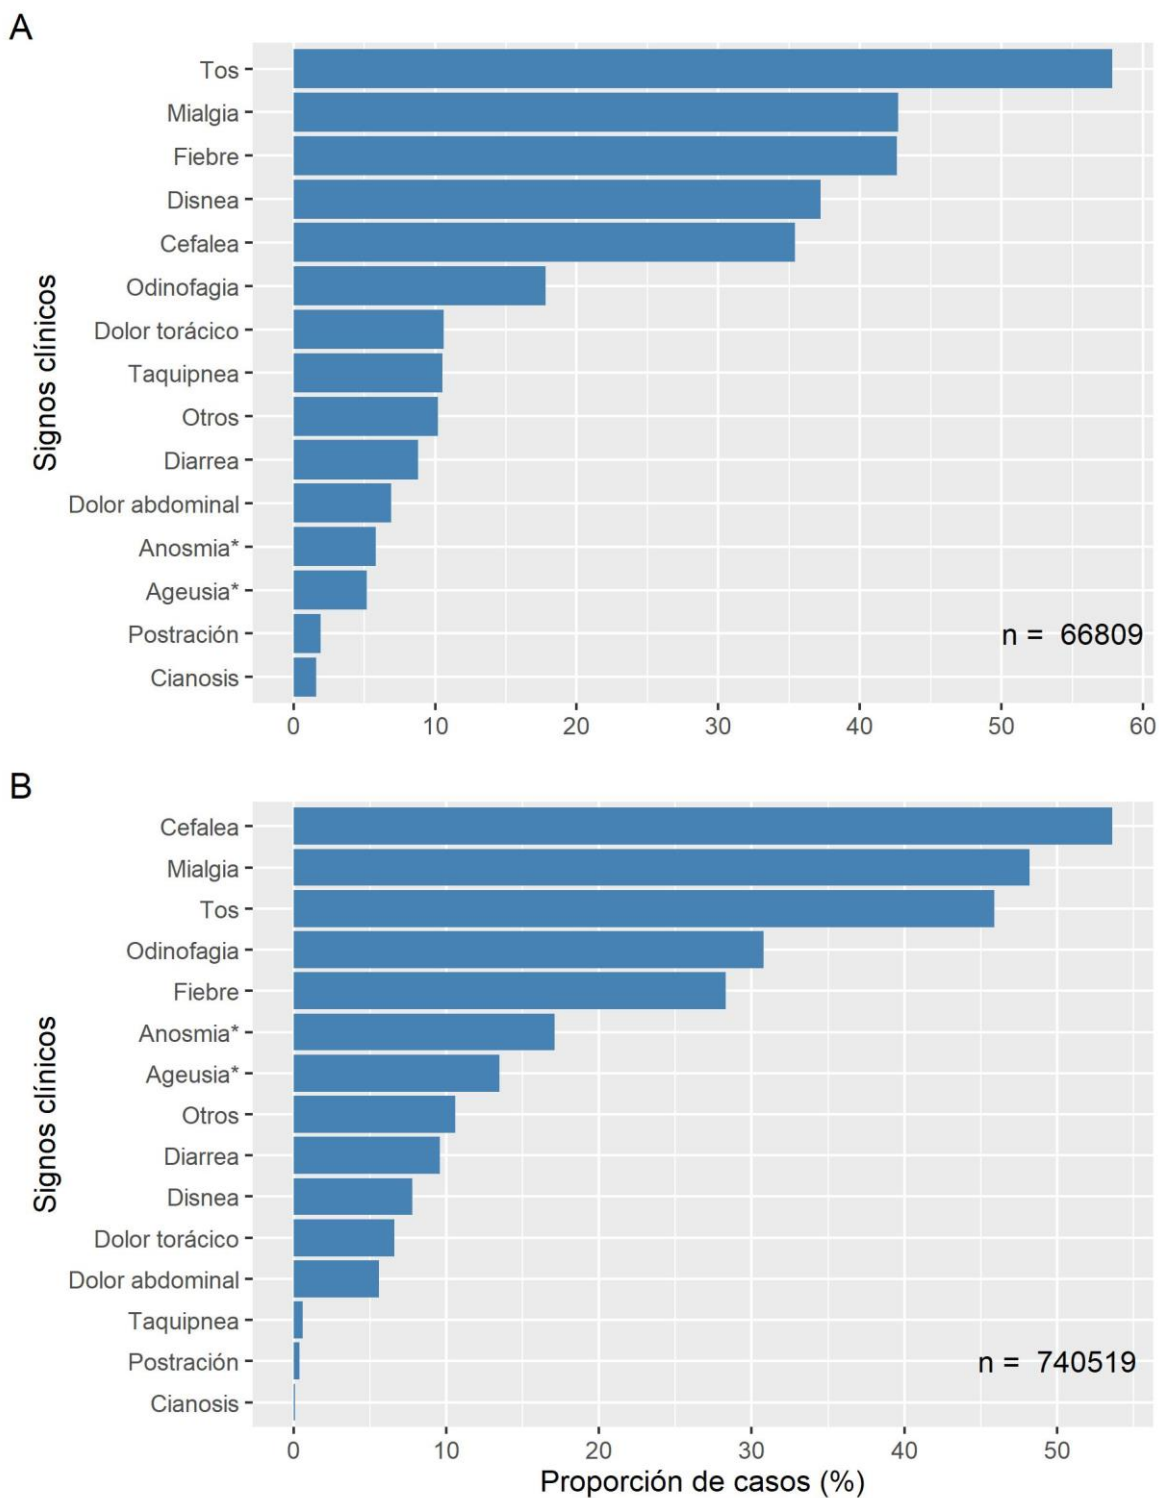 A
Tos
Mialgia
Fiebre
Disnea
Cefalea
Odinofagia
Dolor torácico
Taquipnea
Otros
Diarrea
Dolor abdominal
Anosmia*
Ageusia*
Postración
Cianosis
Signos clínicos
n = 66809
0 10 20 30 40 50 60
B
Cefalea
Mialgia
Tos
Odinofagia
Fiebre
Anosmia*
Ageusia*
Otros
Diarrea
Disnea
Dolor torácico
Dolor abdominal
Taquipnea
Postración
Cianosis
Signos clínicos
n = 740519
0 10 20 30 40 50
Proporción de casos (%)